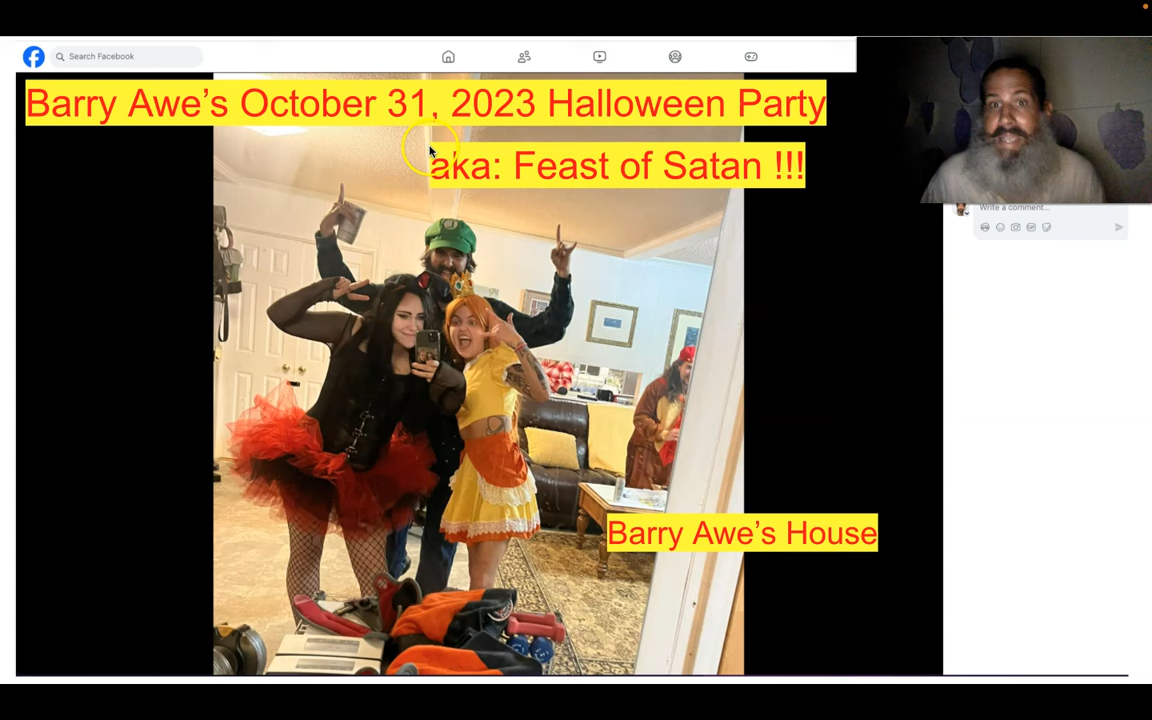 Search Facebook
Barry Awe’s October 31, 2023 Halloween Party
aka: Feast of Satan !!!
Write a comment...
Barry Awe’s House